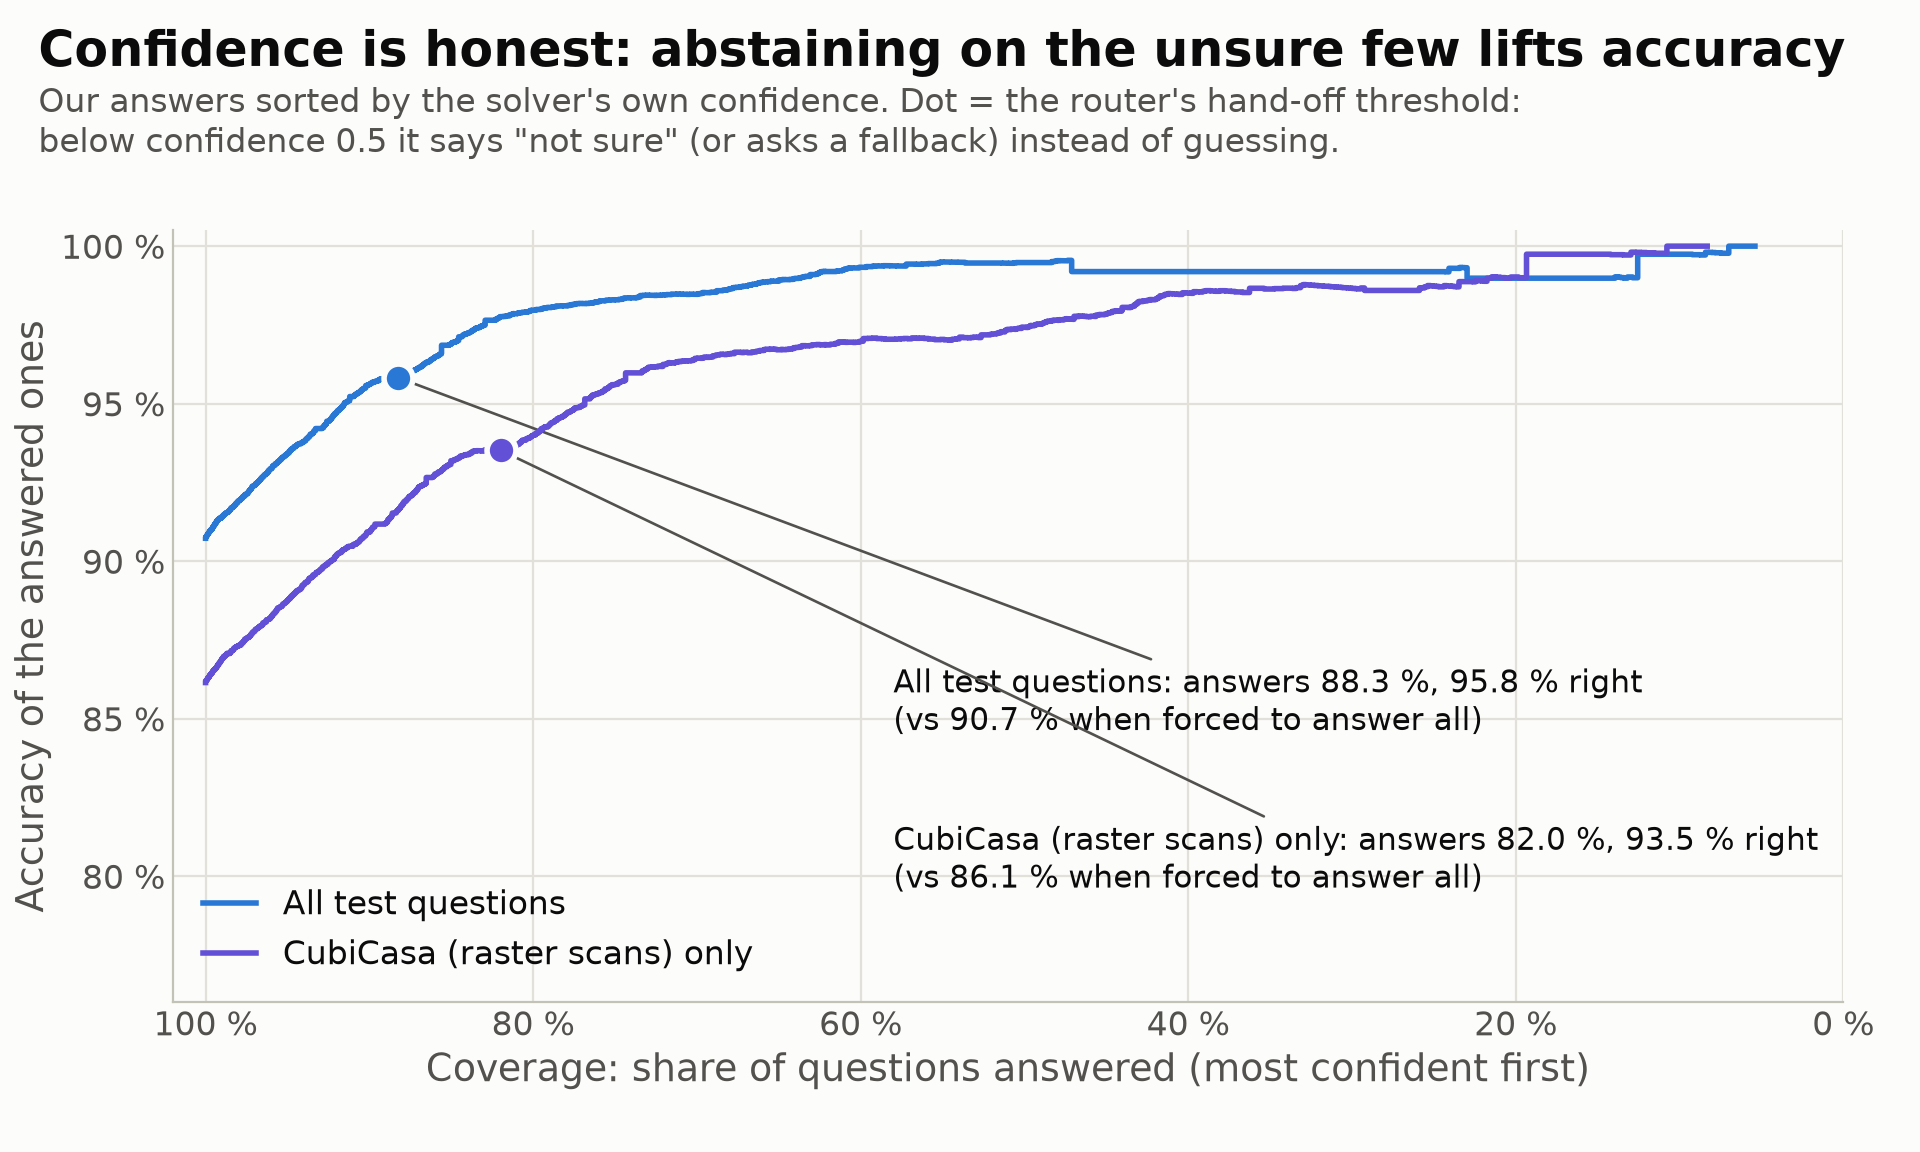 Confidence is honest: abstaining on the unsure few lifts accuracy
Our answers sorted by the solver's own confidence. Dot = the router's hand-off threshold:
below confidence 0.5 it says "not sure" (or asks a fallback) instead of guessing.
Accuracy of the answered ones
100 %
95 %
90 %
85 %
80 %
All test questions: answers 88.3 %, 95.8 % right
(vs 90.7 % when forced to answer all)
CubiCasa (raster scans) only: answers 82.0 %, 93.5 % right
(vs 86.1 % when forced to answer all)
All test questions
CubiCasa (raster scans) only
100 %
80 %
60 %
40 %
20 %
0 %
Coverage: share of questions answered (most confident first)